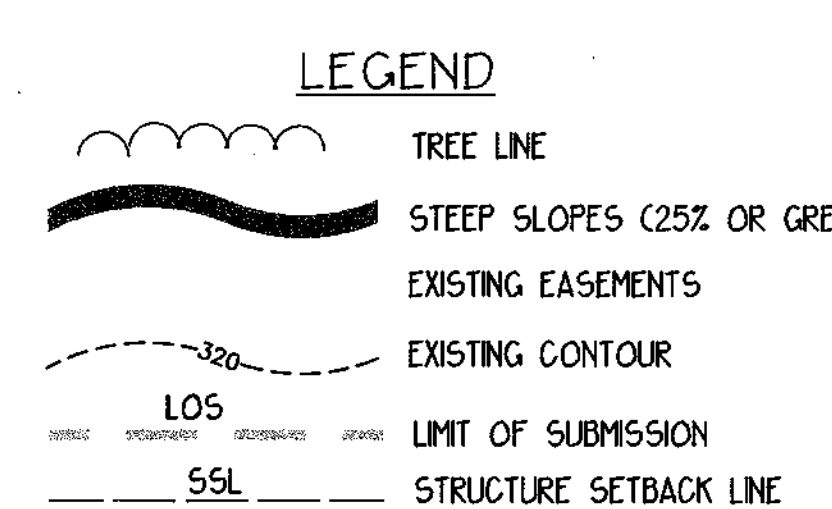 LEGEND
TREE LINE
STEEP SLOPES (25% OR GRE
EXISTING EASEMENTS
320 EXISTING CONTOUR
LOS
LIMIT OF SUBMISSION
SSL STRUCTURE SETBACK LINE